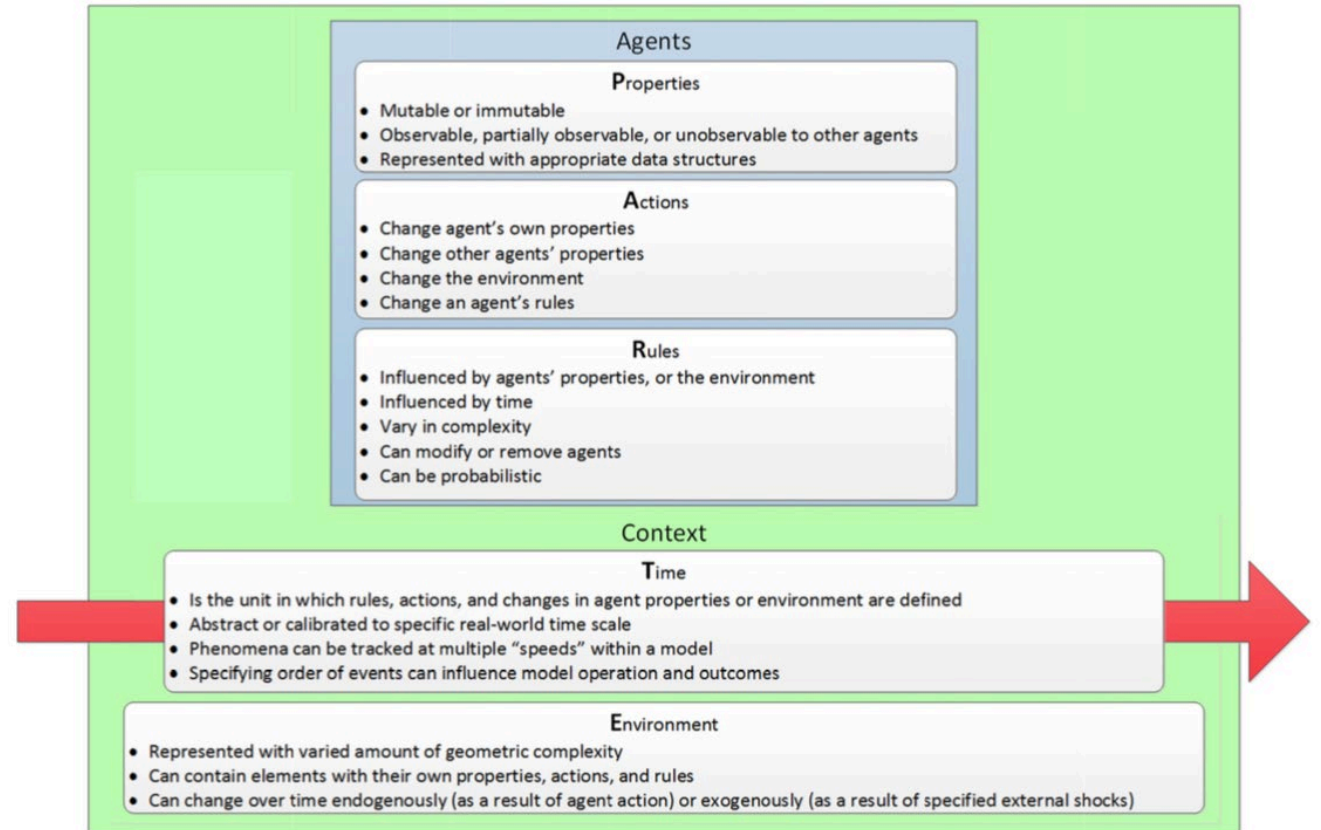 Agents
Properties
• Mutable or immutable
• Observable, partially observable, or unobservable to other agents
• Represented with appropriate data structures
Actions
• Change agent's own properties
• Change other agents' properties
• Change the environment
• Change an agent's rules
Rules
• Influenced by agents' properties, or the environment
• Influenced by time
• Vary in complexity
• Can modify or remove agents
• Can be probabilistic
Context
Time
• Is the unit in which rules, actions, and changes in agent properties or environment are defined
• Abstract or calibrated to specific real-world time scale
• Phenomena can be tracked at multiple "speeds" within a model
• Specifying order of events can influence model operation and outcomes
Environment
• Represented with varied amount of geometric complexity
• Can contain elements with their own properties, actions, and rules
• Can change over time endogenously (as a result of agent action) or exogenously (as a result of specified external shocks)